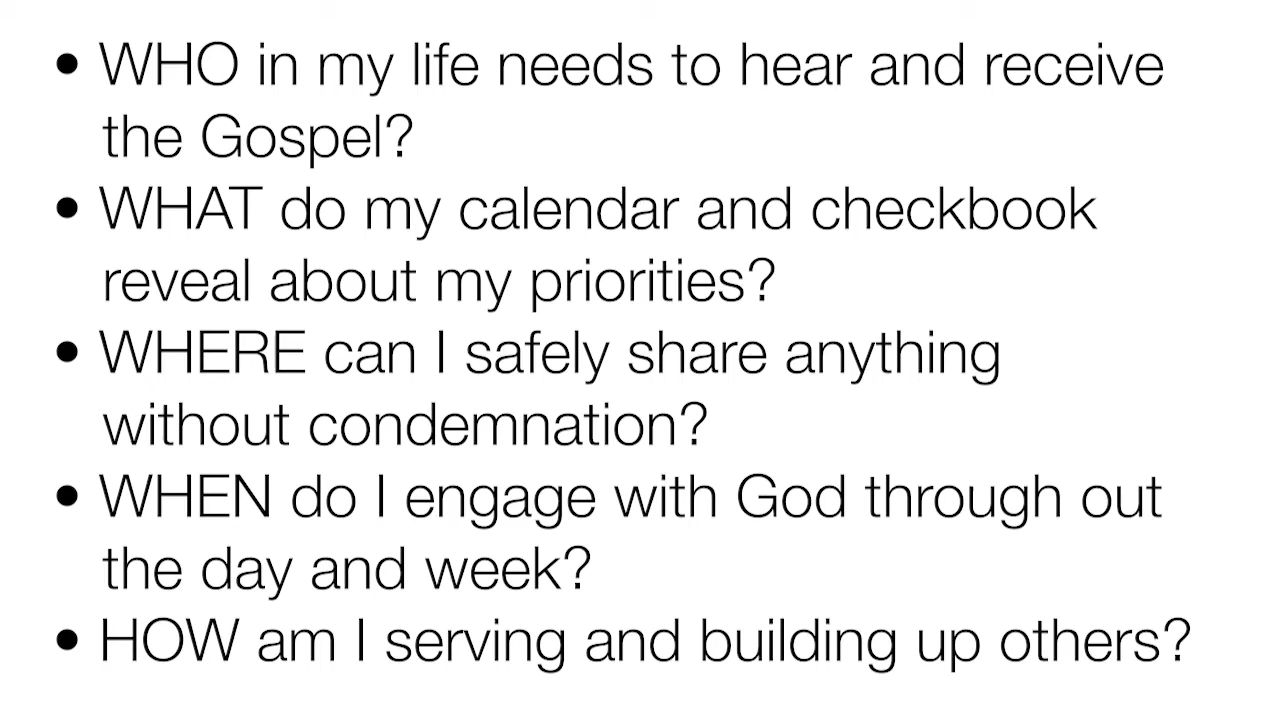 • WHO in my life needs to hear and receive
the Gospel?
• WHAT do my calendar and checkbook
reveal about my priorities?
• WHERE can I safely share anything
without condemnation?
• WHEN do I engage with God through out
the day and week?
• HOW am I serving and building up others?